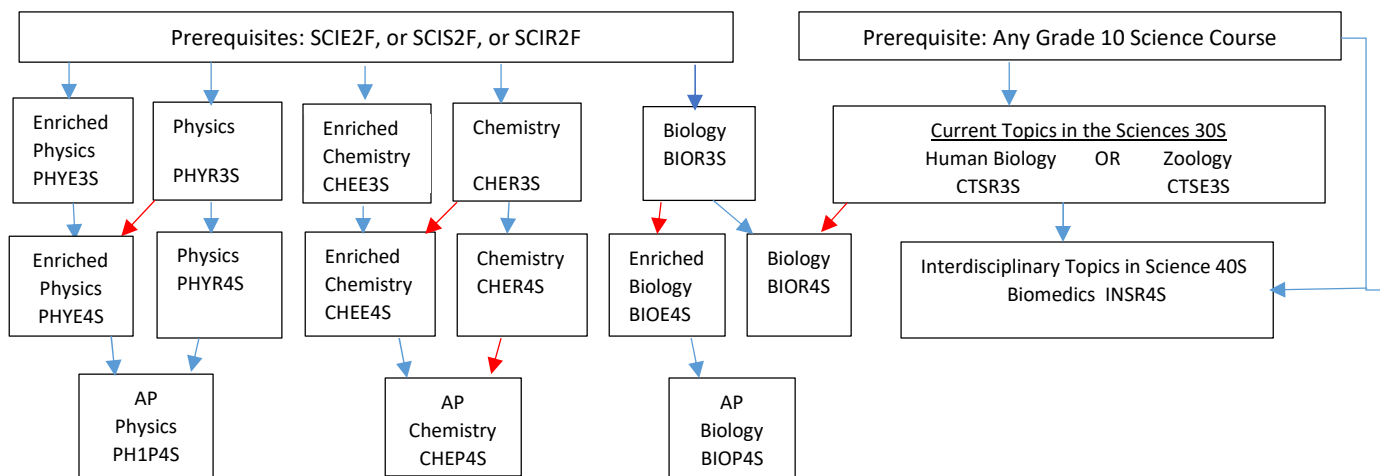 Prerequisites: SCIE2F, or SCIS2F, or SCIR2F
Prerequisite: Any Grade 10 Science Course
Enriched
Physics
PHYE3S
Physics
PHYR3S
Enriched
Chemistry
CHEE3S
Chemistry
CHER3S
Biology
BIOR3S
Current Topics in the Sciences 30S
Human Biology OR Zoology
CTSR3S CTSE3S
Enriched
Physics
PHYE4S
Physics
PHYR4S
Enriched
Chemistry
CHEE4S
Chemistry
CHER4S
Enriched
Biology
BIOE4S
Biology
BIOR4S
Interdisciplinary Topics in Science 40S
Biomedics INSR4S
AP
Physics
PH1P4S
AP
Chemistry
CHEP4S
AP
Biology
BIOP4S